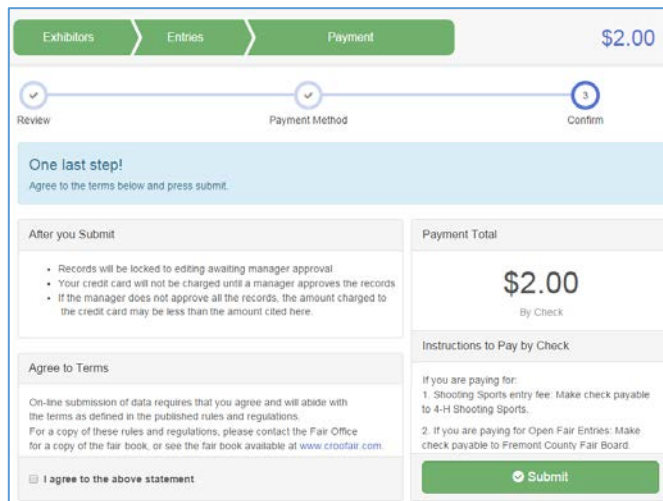 Exhibitors
Entries
Payment
$2.00
3
Review
Payment Method
Confirm
One last step!
Agree to the terms below and press submit.
After you Submit
Records will be locked to editing awaiting manager approval
Your credit card will not be charged until a manager approves the records
If the manager does not approve all the records, the amount charged to
the credit card may be less than the amount cited here.
Agree to Terms
On-line submission of data requires that you agree and will abide with
the terms as defined in the published rules and regulations.
For a copy of these rules and regulations, please contact the Fair Office
for a copy of the fair book, or see the fair book available at www.croofair.com.
I agree to the above statement
Payment Total
$2.00
By Check
Instructions to Pay by Check
If you are paying for:
1. Shooting Sports entry fee: Make check payable
to 4-H Shooting Sports.
2. If you are paying for Open Fair Entries: Make
check payable to Fremont County Fair Board.
Submit